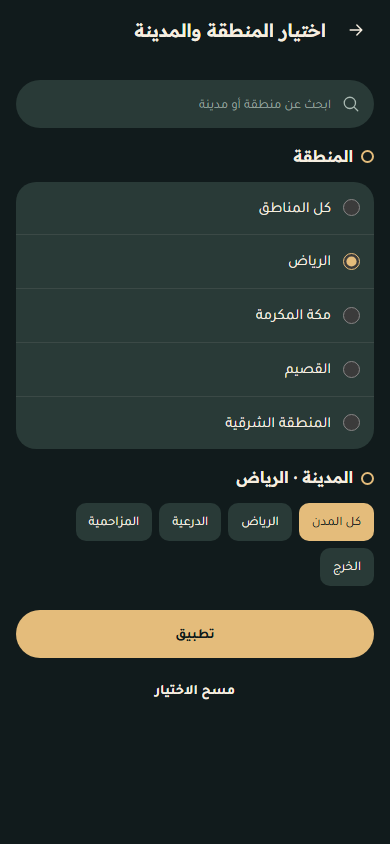 اختيار المنطقة والمدينة
ابحث عن منطقة أو مدينة
المنطقة
كل المناطق
الرياض
مكة المكرمة
القصيم
المنطقة الشرقية
المدينة · الرياض
كل المدن الرياض الدرعية المزاحمية
الخرج
تطبيق
مسح الاختيار